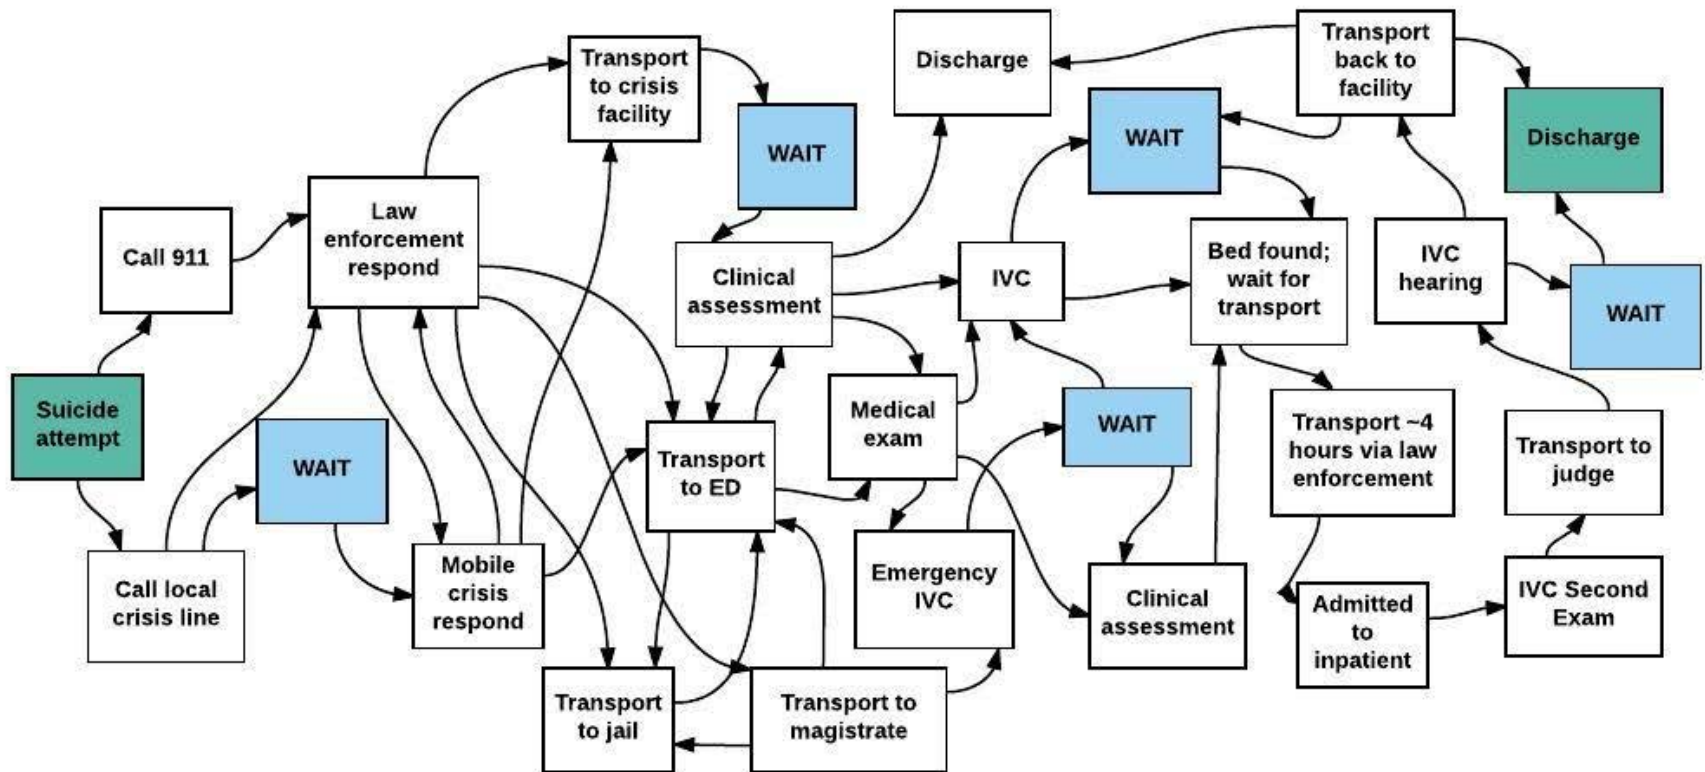 Transport
to crisis
facility
Discharge
Transport
back to
facility
WAIT
WAIT
Discharge
Call 911
Law
enforcement
respond
Clinical
assessment
IVC
Bed found;
wait for
transport
IVC
hearing
WAIT
Suicide
attempt
WAIT
Transport
to ED
Medical
exam
WAIT
Transport ~4
hours via law
enforcement
Transport to
judge
Call local
crisis line
Mobile
crisis
respond
Emergency
IVC
Clinical
assessment
Admitted
to
inpatient
IVC Second
Exam
Transport
to jail
Transport to
magistrate